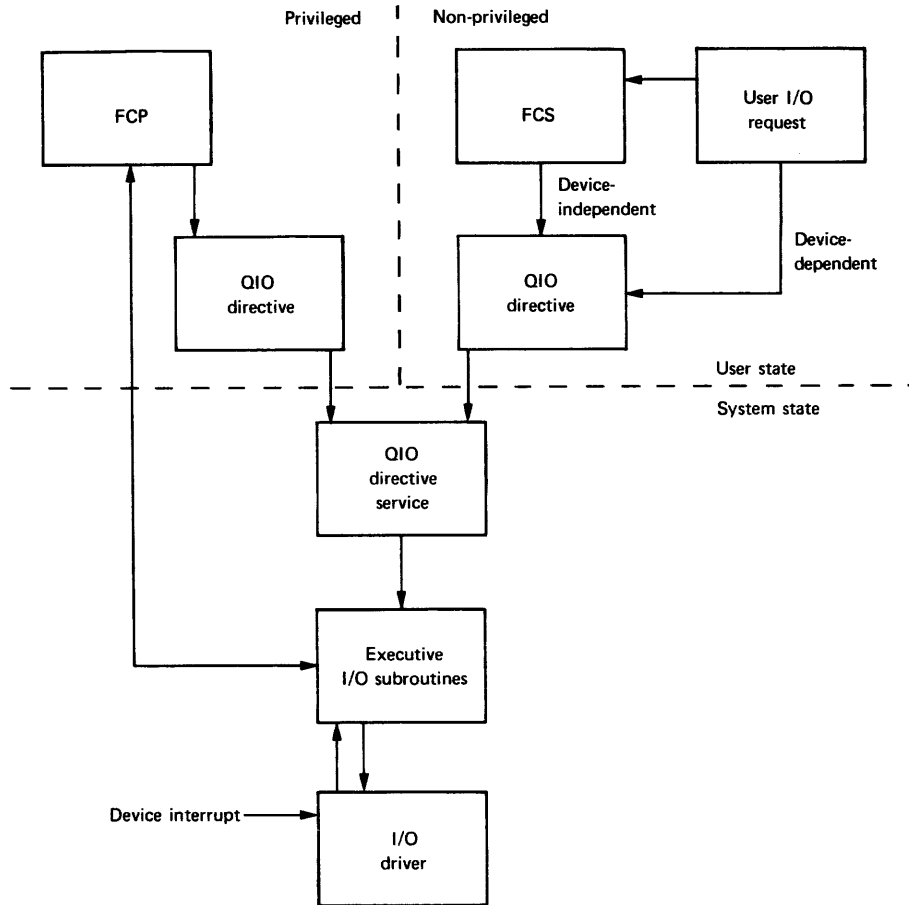 Privileged
Non-privileged
FCP
FCS
User I/O
request
Device-
independent
Device-
dependent
QIO
directive
QIO
directive
User state
System state
QIO
directive
service
Executive
I/O subroutines
Device interrupt
I/O
driver